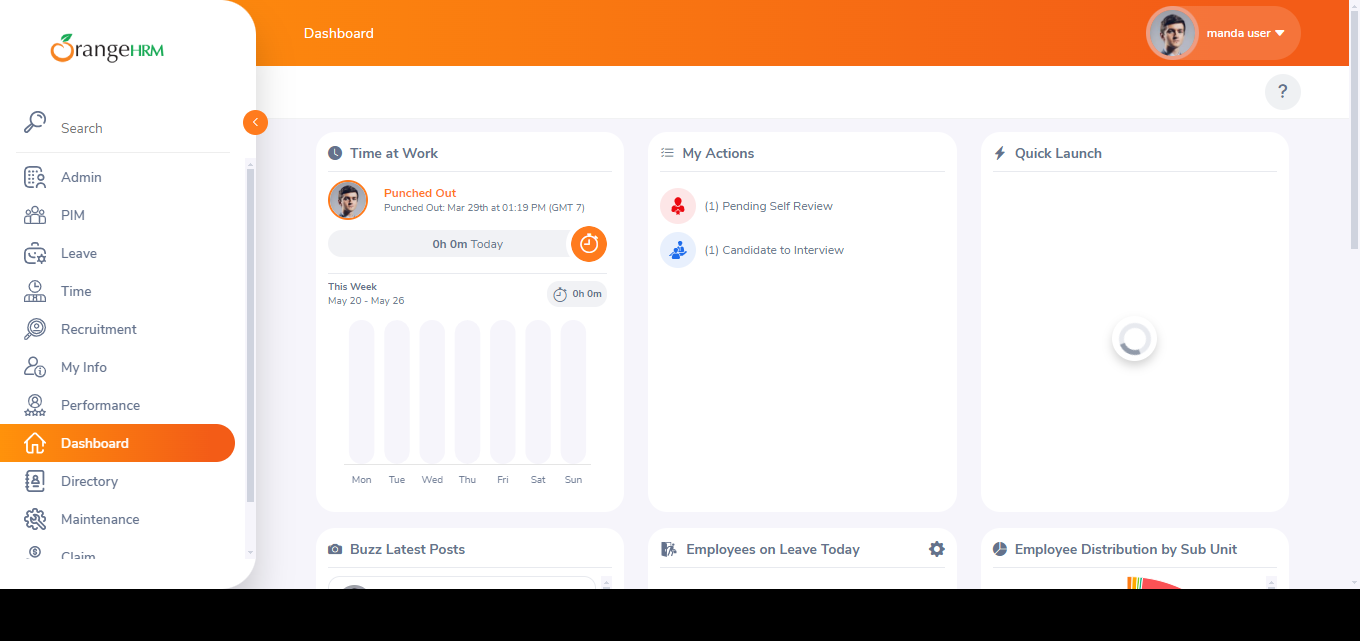 OrangeHRM
Dashboard
manda user
?
Search
Admin
PIM
Leave
Time
Recruitment
My Info
Performance
Dashboard
Directory
Maintenance
Claim
Time at Work
Punched Out
Punched Out: Mar 29th at 01:19 PM (GMT 7)
0h 0m Today
This Week
May 20 - May 26
0h 0m
Mon Tue Wed Thu Fri Sat Sun
My Actions
(1) Pending Self Review
(1) Candidate to Interview
Quick Launch
Buzz Latest Posts
Employees on Leave Today
Employee Distribution by Sub Unit